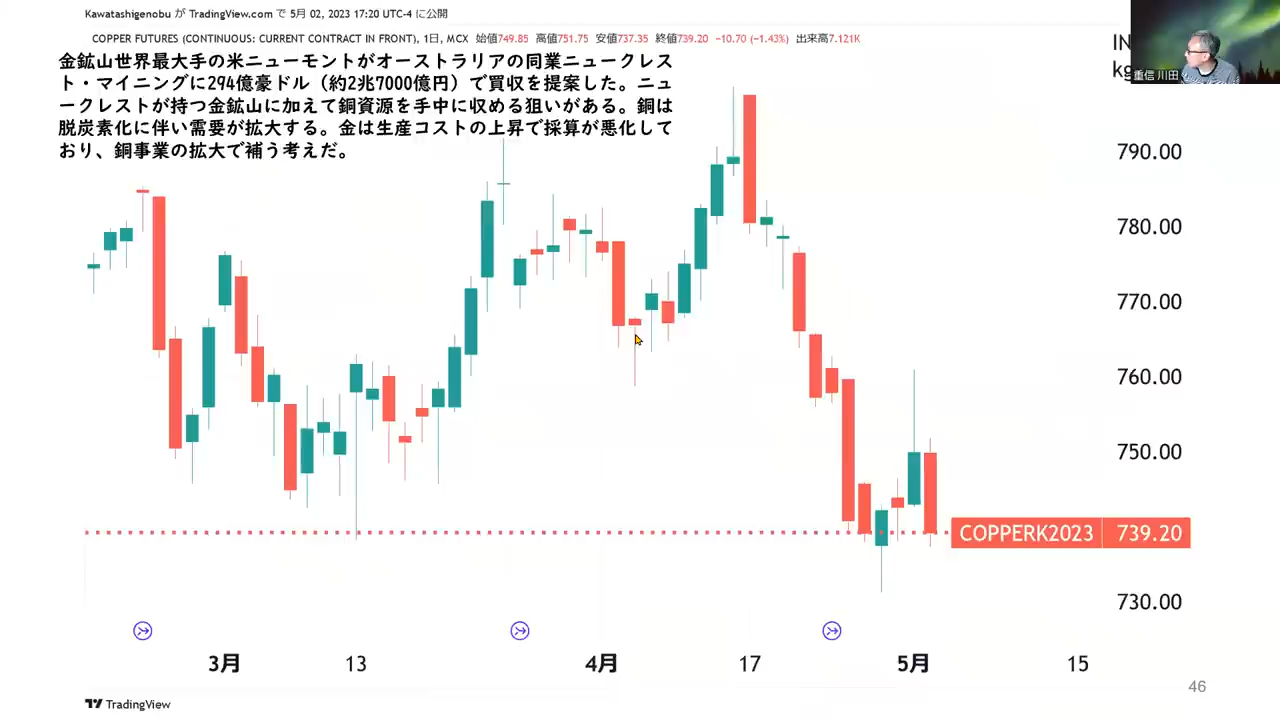 Kawatashigenobu が TradingView.com で 5月 02, 2023 17:20 UTC-4 に公開
COPPER FUTURES (CONTINUOUS: CURRENT CONTRACT IN FRONT), 1日, MCX 始値749.85 高値751.75 安値737.35 終値739.20 −10.70 (−1.43%) 出来高7.121K
金鉱山世界最大手の米ニューモントがオーストラリアの同業ニュークレス
ト・マイニングに294億豪ドル（約2兆7000億円）で買収を提案した。ニュ
ークレストが持つ金鉱山に加えて銅資源を手中に収める狙いがある。銅は
脱炭素化に伴い需要が拡大する。金は生産コストの上昇で採算が悪化して
おり、銅事業の拡大で補う考えだ。
重信 川田
790.00
780.00
770.00
760.00
750.00
COPPERK2023 739.20
730.00
3月 13 4月 17 5月 15
46
TradingView